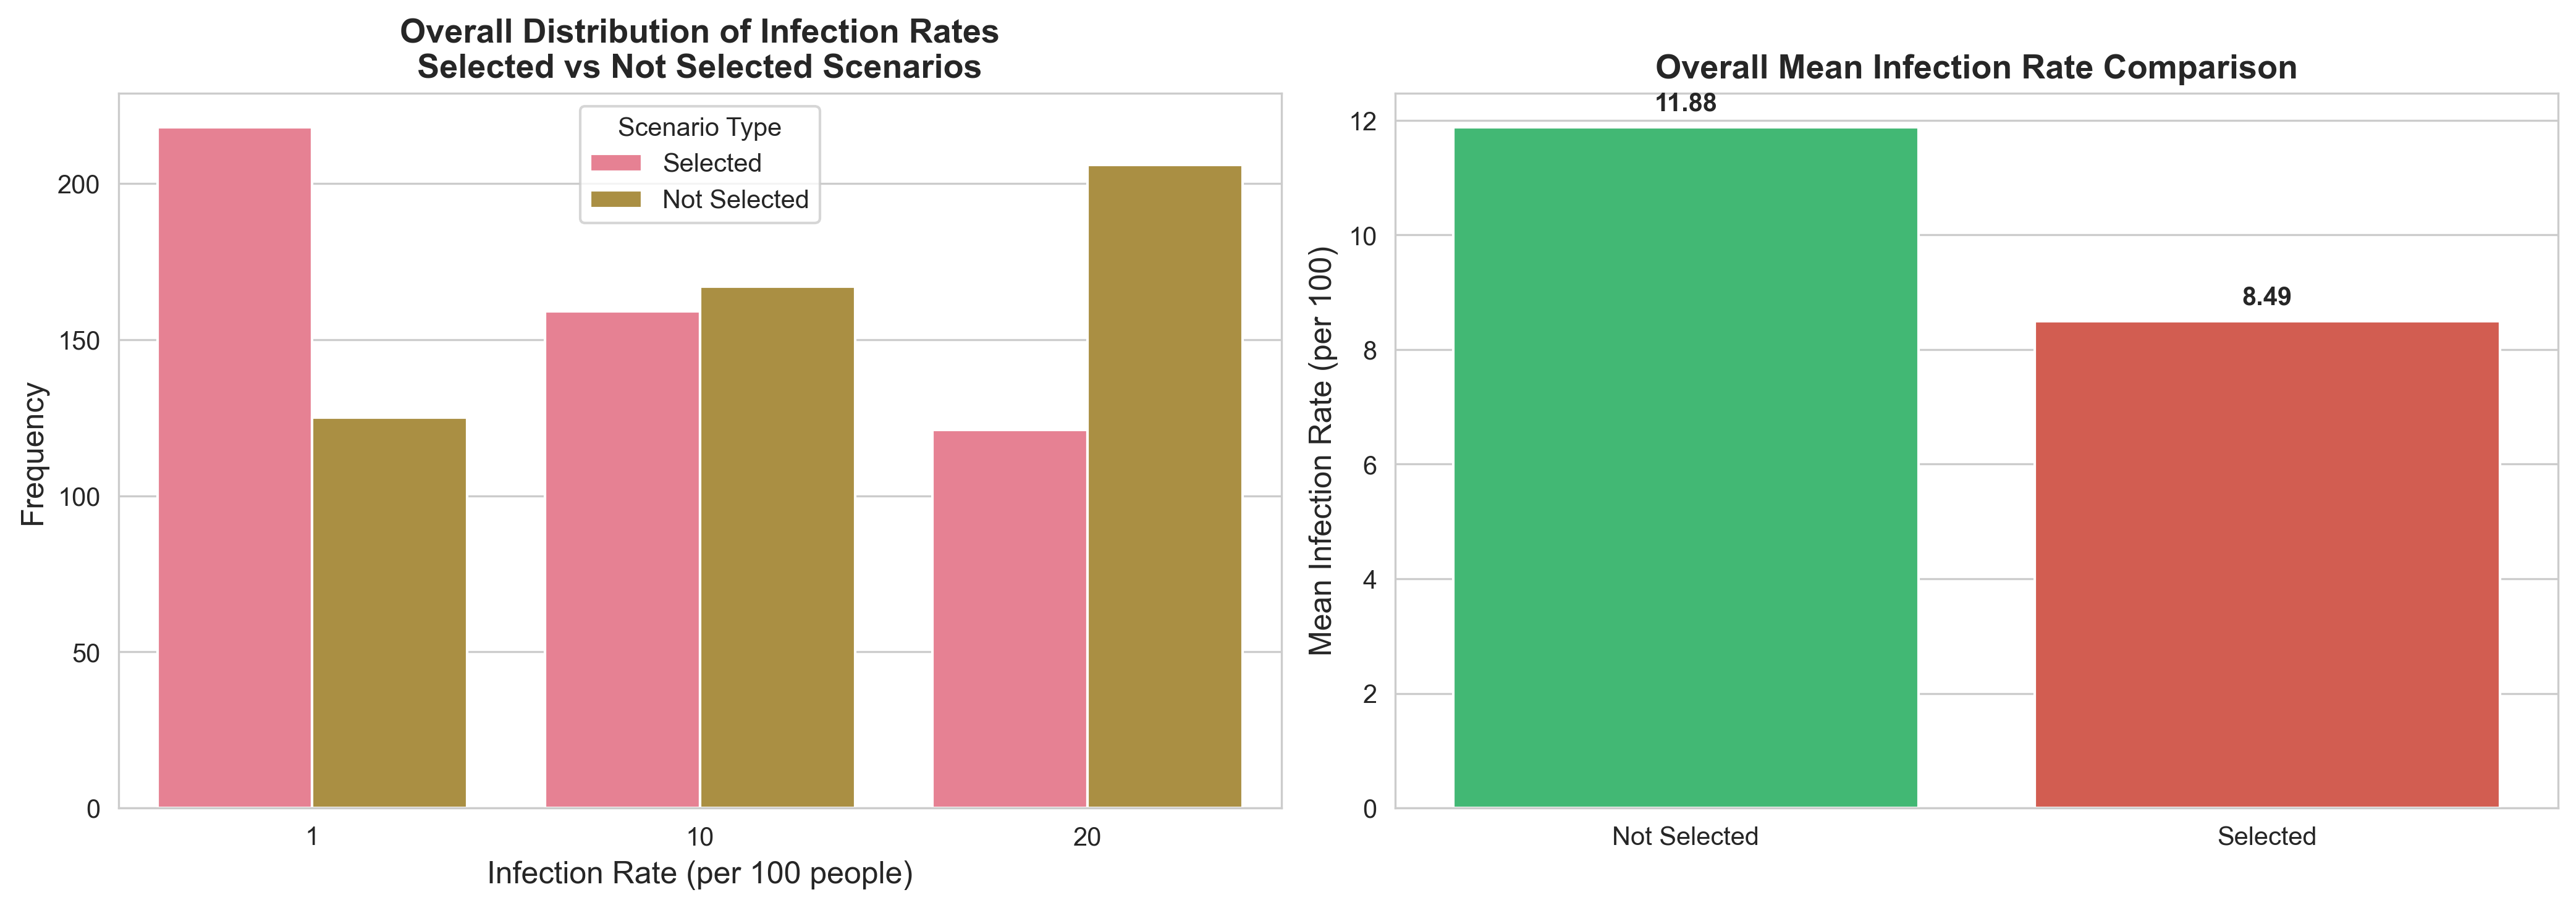 Overall Distribution of Infection Rates
Selected vs Not Selected Scenarios
Scenario Type
Selected
Not Selected
Frequency
200
150
100
50
0
1
10
20
Infection Rate (per 100 people)
Overall Mean Infection Rate Comparison
11.88
8.49
Mean Infection Rate (per 100)
12
10
8
6
4
2
0
Not Selected
Selected